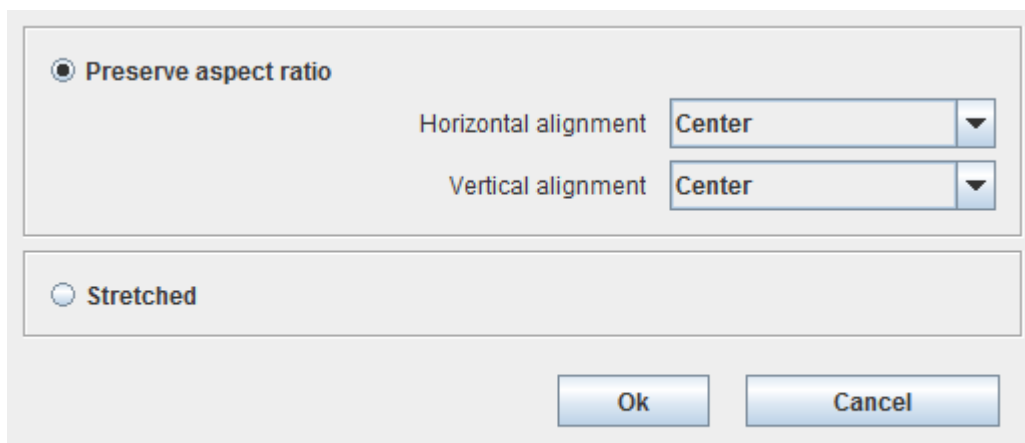 Preserve aspect ratio
Horizontal alignment Center
Vertical alignment Center
Stretched
Ok Cancel